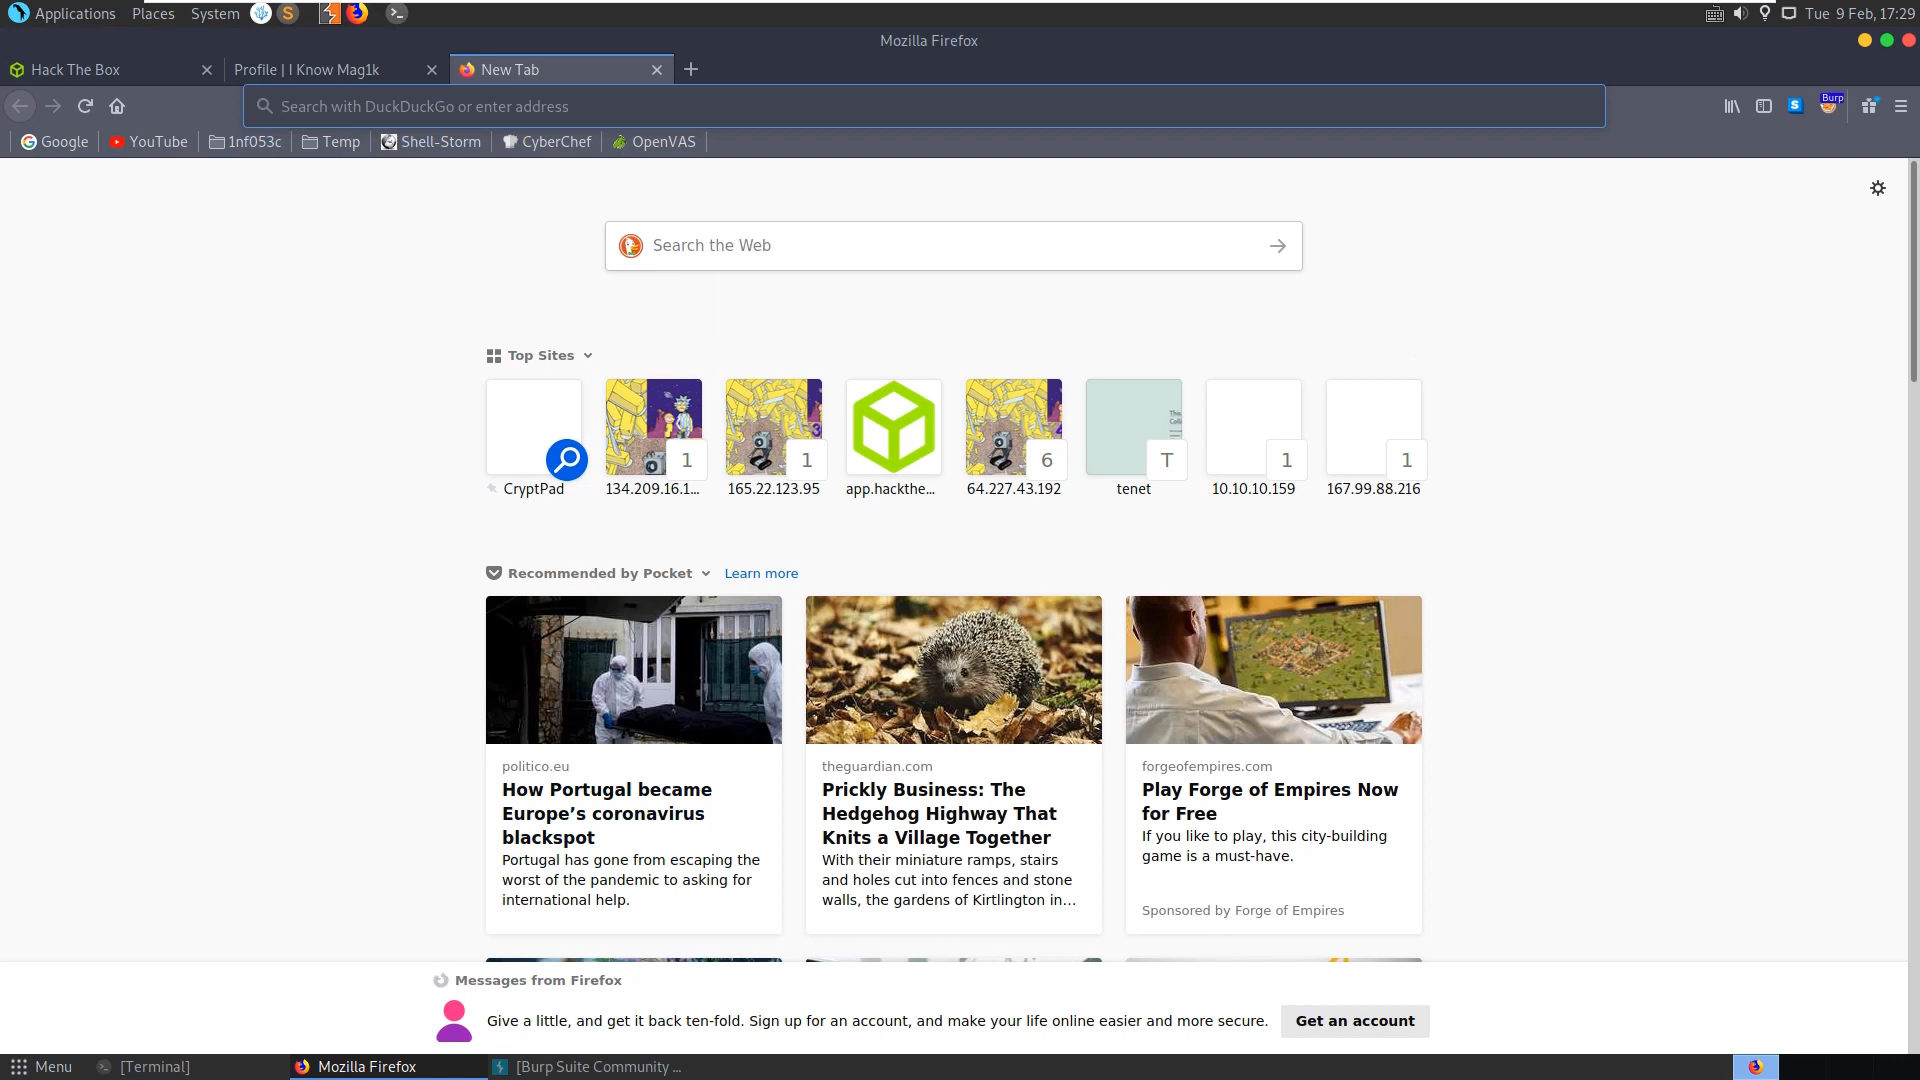 Applications Places System S Tue 9 Feb, 17:29
Mozilla Firefox
Hack The Box Profile | I Know Mag1k New Tab
Search with DuckDuckGo or enter address
S Burp
Google YouTube 1nf053c Temp Shell-Storm CyberChef OpenVAS
Search the Web
Top Sites
1 1 6 T 1 1
CryptPad 134.209.16.1... 165.22.123.95 app.hackthe... 64.227.43.192 tenet 10.10.10.159 167.99.88.216
Recommended by Pocket Learn more
politico.eu
How Portugal became
Europe’s coronavirus
blackspot
Portugal has gone from escaping the
worst of the pandemic to asking for
international help.
theguardian.com
Prickly Business: The
Hedgehog Highway That
Knits a Village Together
With their miniature ramps, stairs
and holes cut into fences and stone
walls, the gardens of Kirtlington in...
forgeofempires.com
Play Forge of Empires Now
for Free
If you like to play, this city-building
game is a must-have.
Sponsored by Forge of Empires
Messages from Firefox
Give a little, and get it back ten-fold. Sign up for an account, and make your life online easier and more secure. Get an account
Menu [Terminal] Mozilla Firefox [Burp Suite Community ...